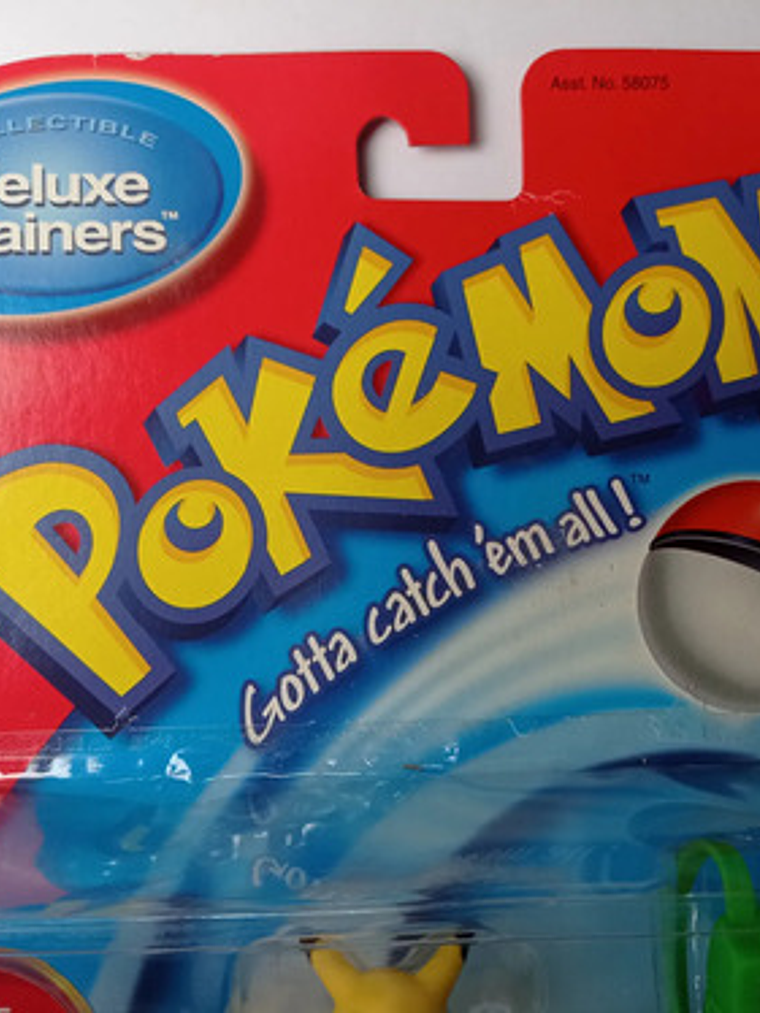 LLECTIBLE
eluxe
ainers™
Asst. No. 58075
POKéMON
Gotta catch 'em all!™